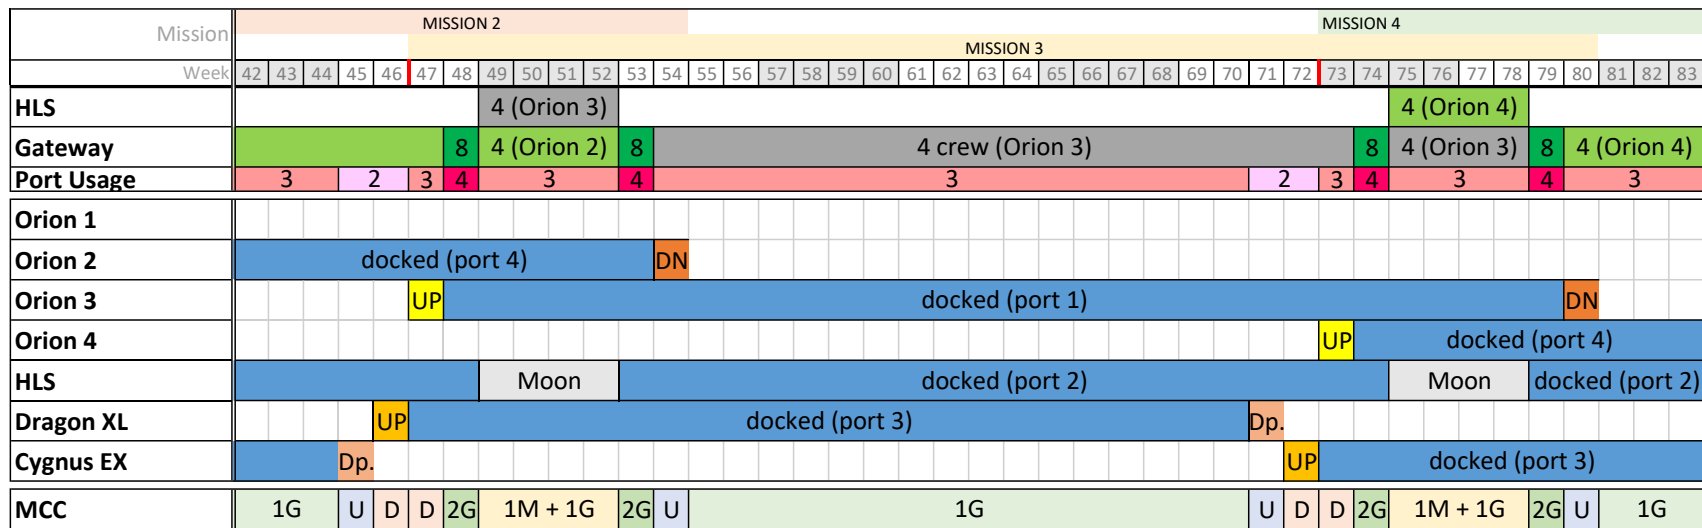 MISSION 2 MISSION 4
Mission
MISSION 3
Week 42 43 44 45 46 47 48 49 50 51 52 53 54 55 56 57 58 59 60 61 62 63 64 65 66 67 68 69 70 71 72 73 74 75 76 77 78 79 80 81 82 83
HLS 4 (Orion 3) 4 (Orion 4)
Gateway 8 4 (Orion 2) 8 4 crew (Orion 3) 8 4 (Orion 3) 8 4 (Orion 4)
Port Usage 3 2 3 4 3 4 3 2 3 4 3 4 3
Orion 1
Orion 2 docked (port 4) DN
Orion 3 UP docked (port 1) DN
Orion 4 UP docked (port 4)
HLS Moon docked (port 2) Moon docked (port 2)
Dragon XL UP docked (port 3) Dp.
Cygnus EX Dp. UP docked (port 3)
MCC 1G U D D 2G 1M + 1G 2G U 1G U D D 2G 1M + 1G 2G U 1G